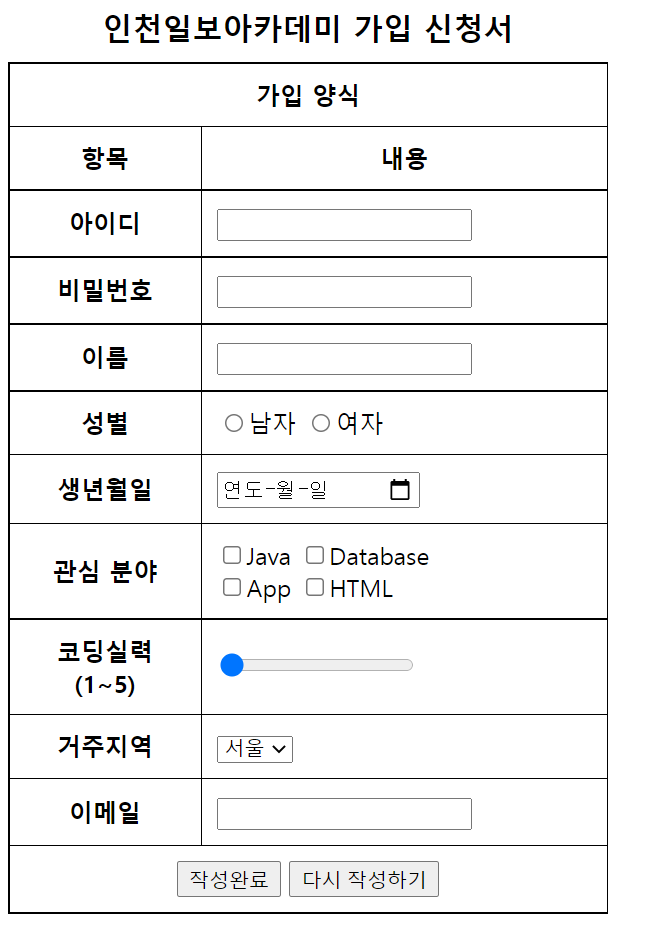 인천일보아카데미 가입 신청서
가입 양식
항목 내용
아이디
비밀번호
이름
성별 남자 여자
생년월일 연도-월-일
관심 분야 Java Database
App HTML
코딩실력
(1~5)
거주지역 서울
이메일
작성완료 다시 작성하기